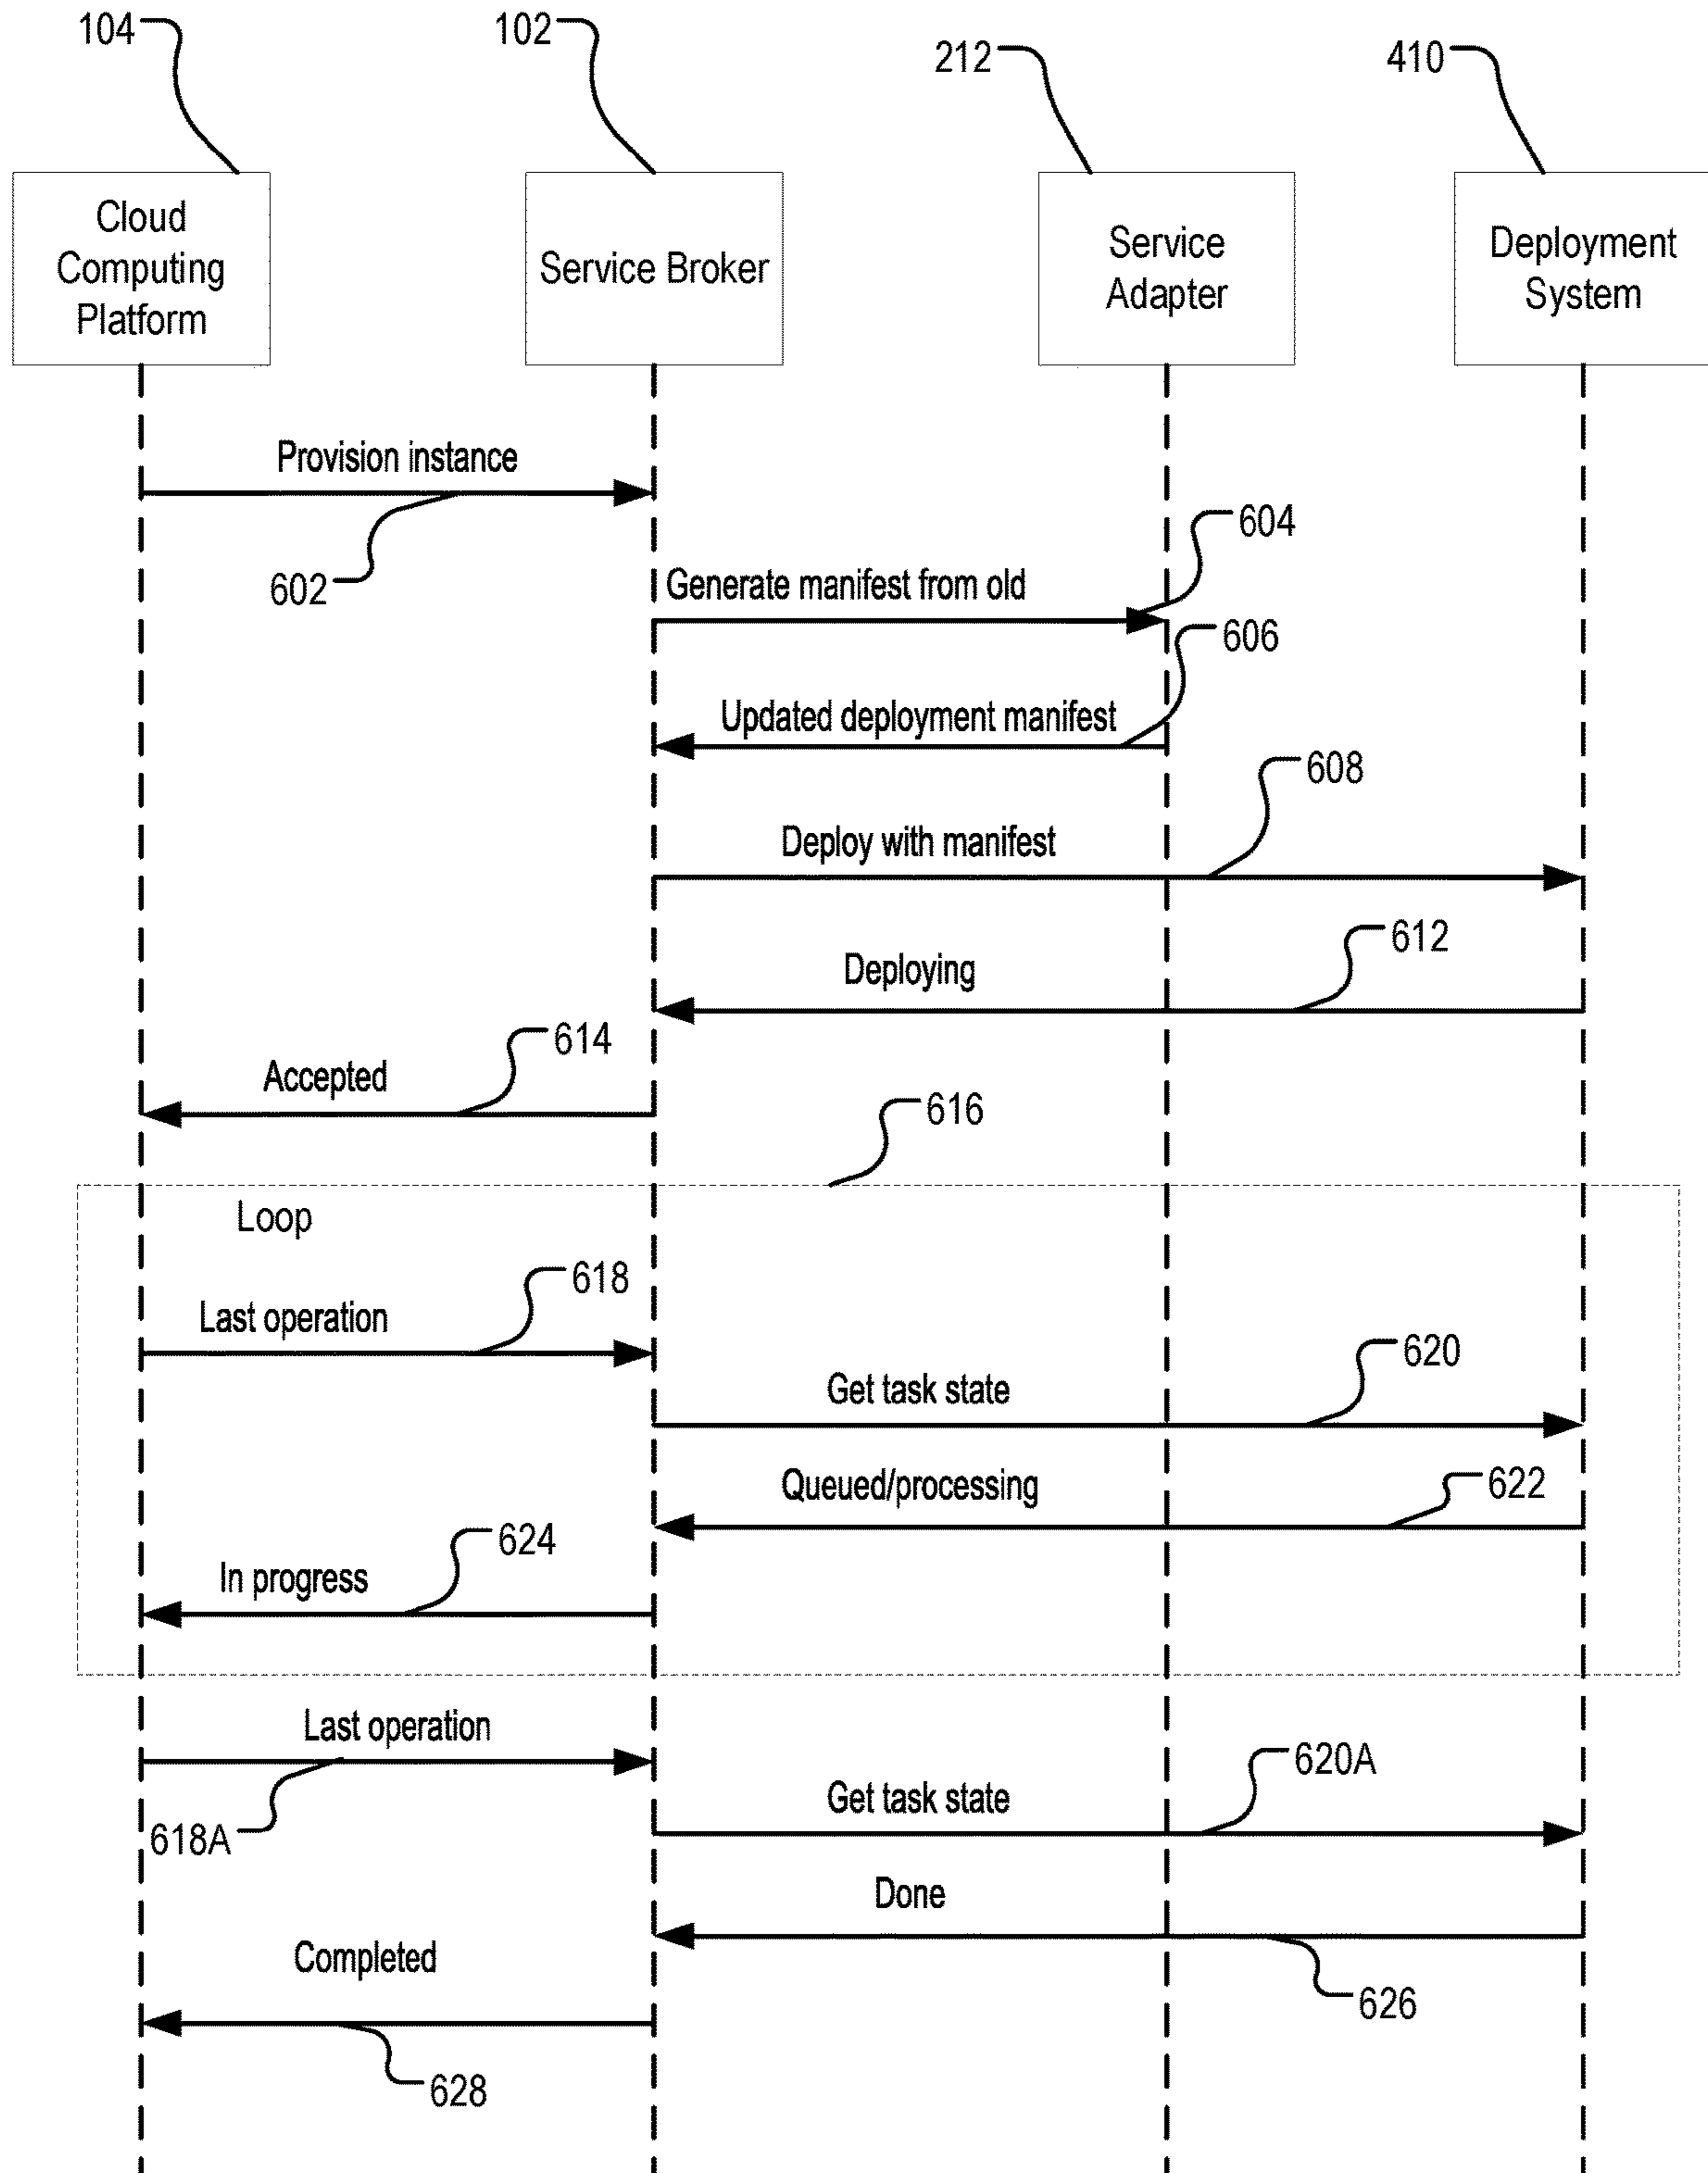 104
102
212
410
Cloud
Computing
Platform
Service Broker
Service
Adapter
Deployment
System
Provision instance
602
604
Generate manifest from old
606
Updated deployment manifest
608
Deploy with manifest
612
Deploying
614
Accepted
616
Loop
618
Last operation
620
Get task state
622
Queued/processing
624
In progress
Last operation
618A
620A
Get task state
Done
626
Completed
628